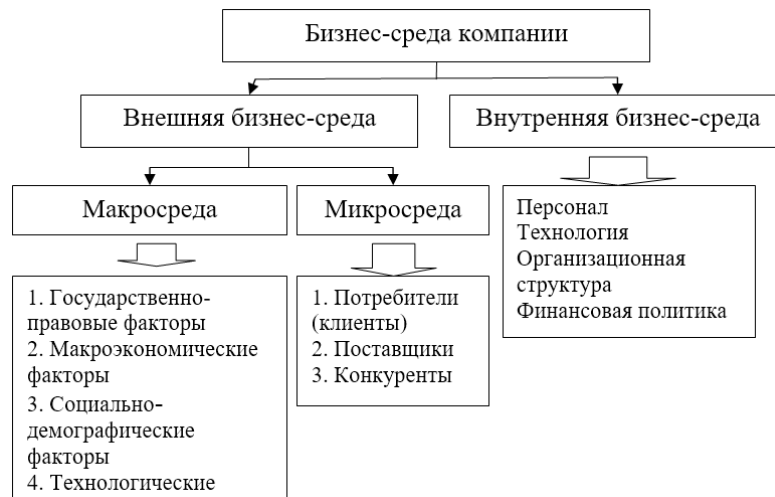 Бизнес-среда компании
Внешняя бизнес-среда
Внутренняя бизнес-среда
Макросреда
Микросреда
Персонал
Технология
Организационная
структура
Финансовая политика
1. Государственно-
правовые факторы
2. Макроэкономические
факторы
3. Социально-
демографические
факторы
4. Технологические
1. Потребители
(клиенты)
2. Поставщики
3. Конкуренты